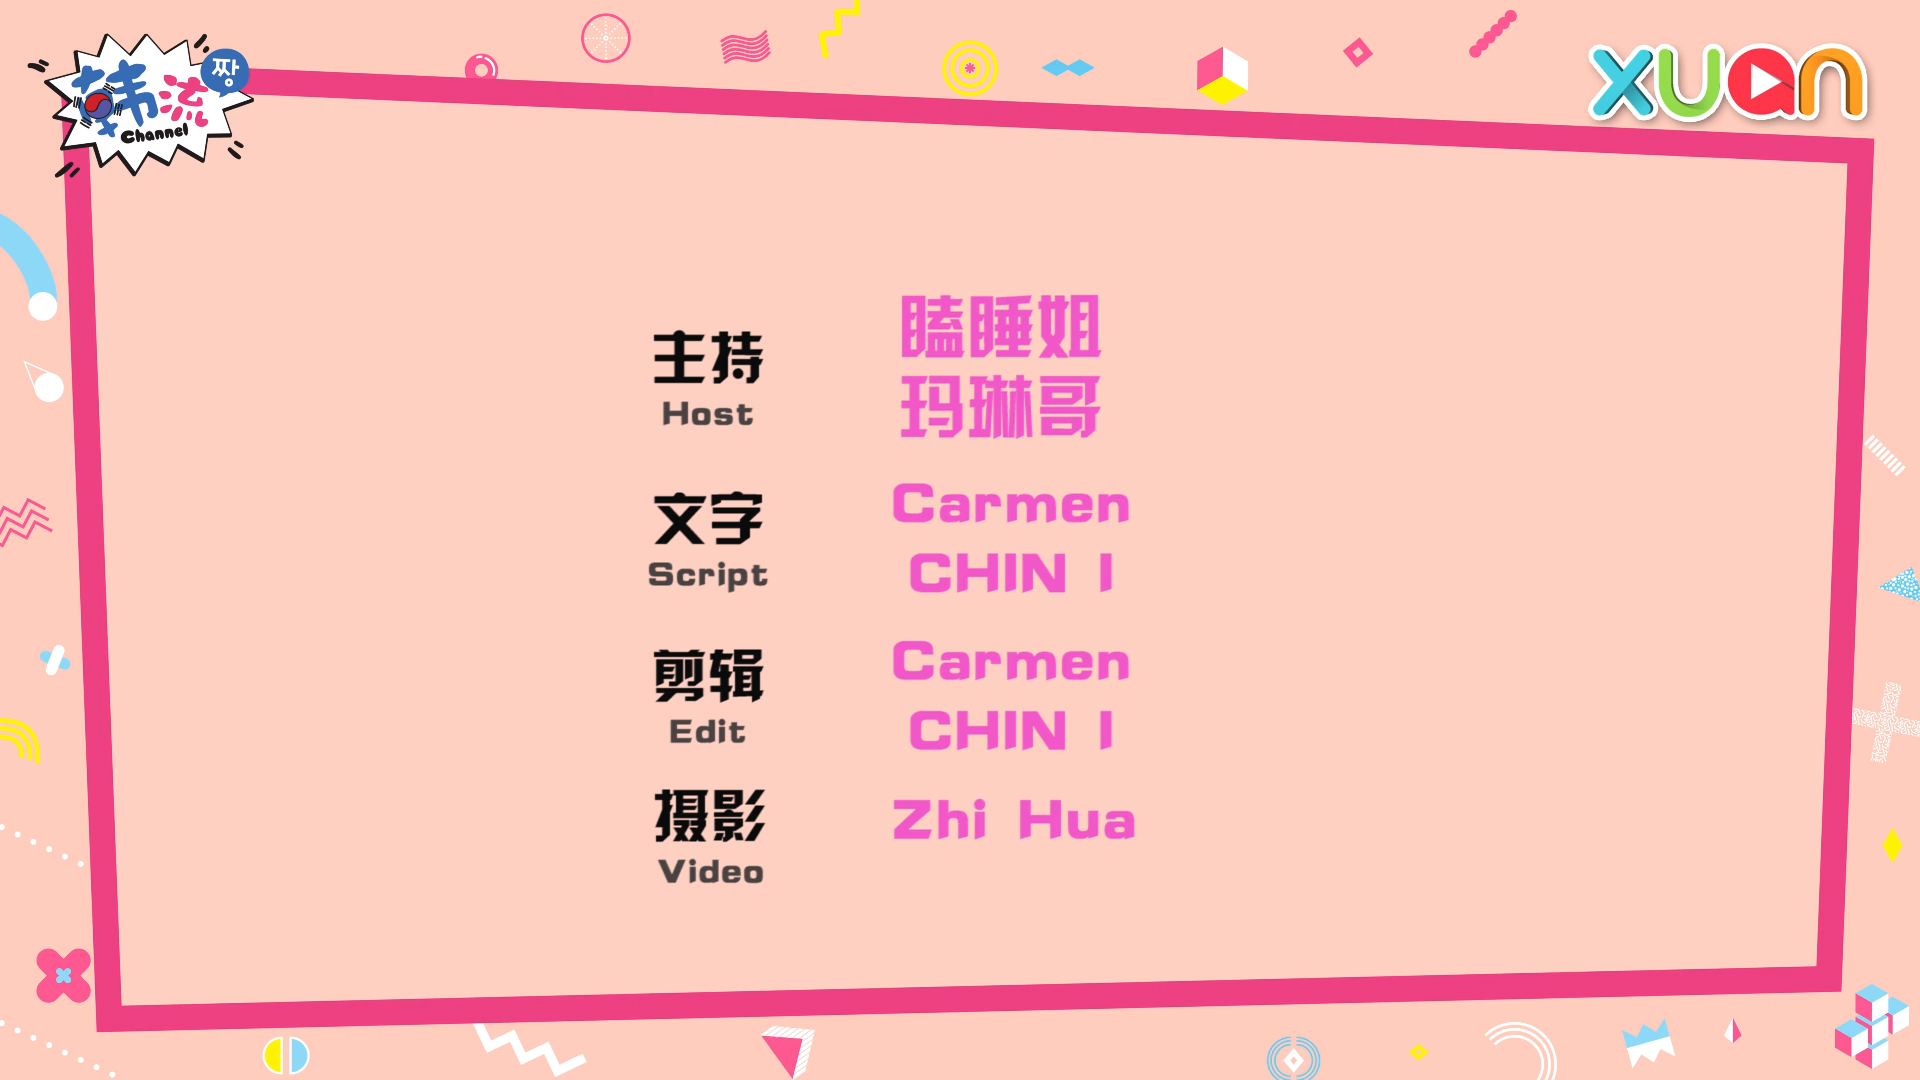 韩流
짱
Channel
xuan
主持
Host
瞌睡姐
玛琳哥
文字
Script
Carmen
CHIN I
剪辑
Edit
Carmen
CHIN I
摄影
Video
Zhi Hua